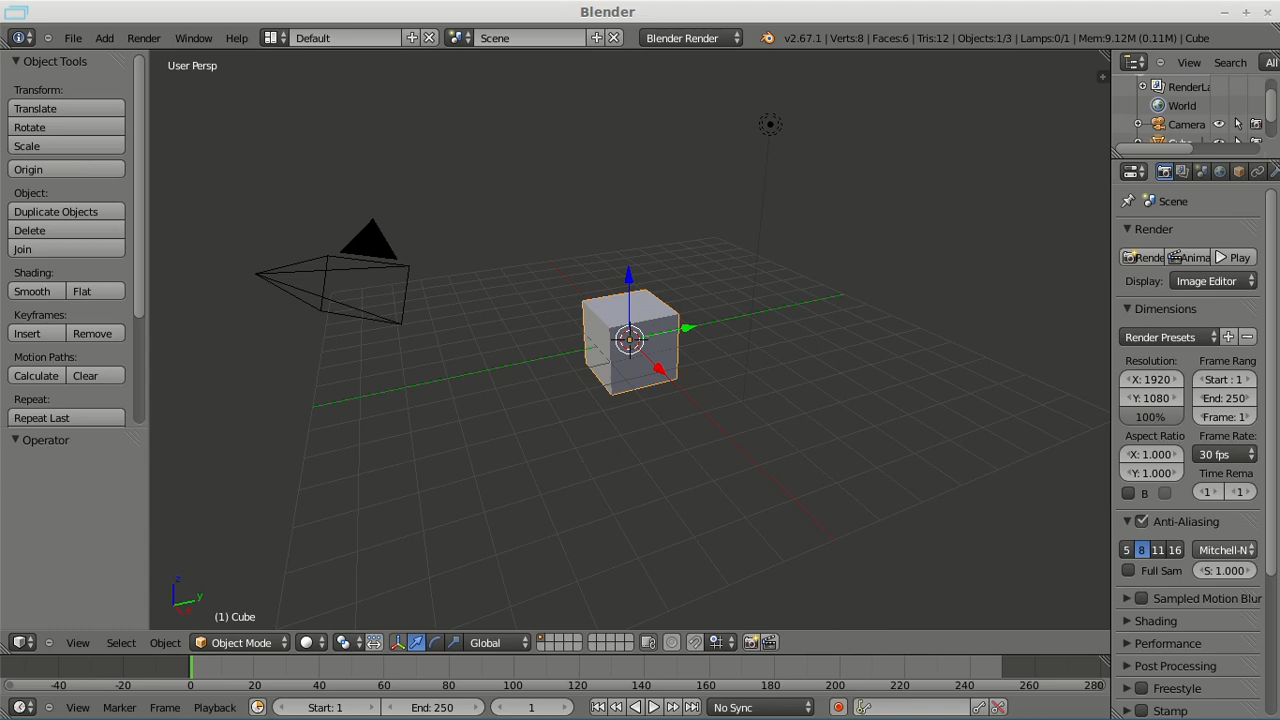 Blender
File Add Render Window Help Default Scene Blender Render v2.67.1 | Verts:8 | Faces:6 | Tris:12 | Objects:1/3 | Lamps:0/1 | Mem:9.12M (0.11M) | Cube
Object Tools
Transform:
Translate
Rotate
Scale
Origin
Object:
Duplicate Objects
Delete
Join
Shading:
Smooth Flat
Keyframes:
Insert Remove
Motion Paths:
Calculate Clear
Repeat:
Repeat Last
Operator
User Persp
z
y
(1) Cube
View Search All
RenderLa
World
Camera
Scene
Render
Rende Anima Play
Display: Image Editor
Dimensions
Render Presets
Resolution: Frame Rang
X: 1920 Start : 1
Y: 1080 End: 250
100% Frame: 1
Aspect Ratio Frame Rate:
X: 1.000 30 fps
Y: 1.000 Time Rema
B 1 1
Anti-Aliasing
5 8 11 16 Mitchell-N
Full Sam S: 1.000
Sampled Motion Blur
Shading
Performance
Post Processing
Freestyle
Stamp
View Select Object Object Mode Global
-40 -20 0 20 40 60 80 100 120 140 160 180 200 220 240 260 280
View Marker Frame Playback Start: 1 End: 250 1 No Sync